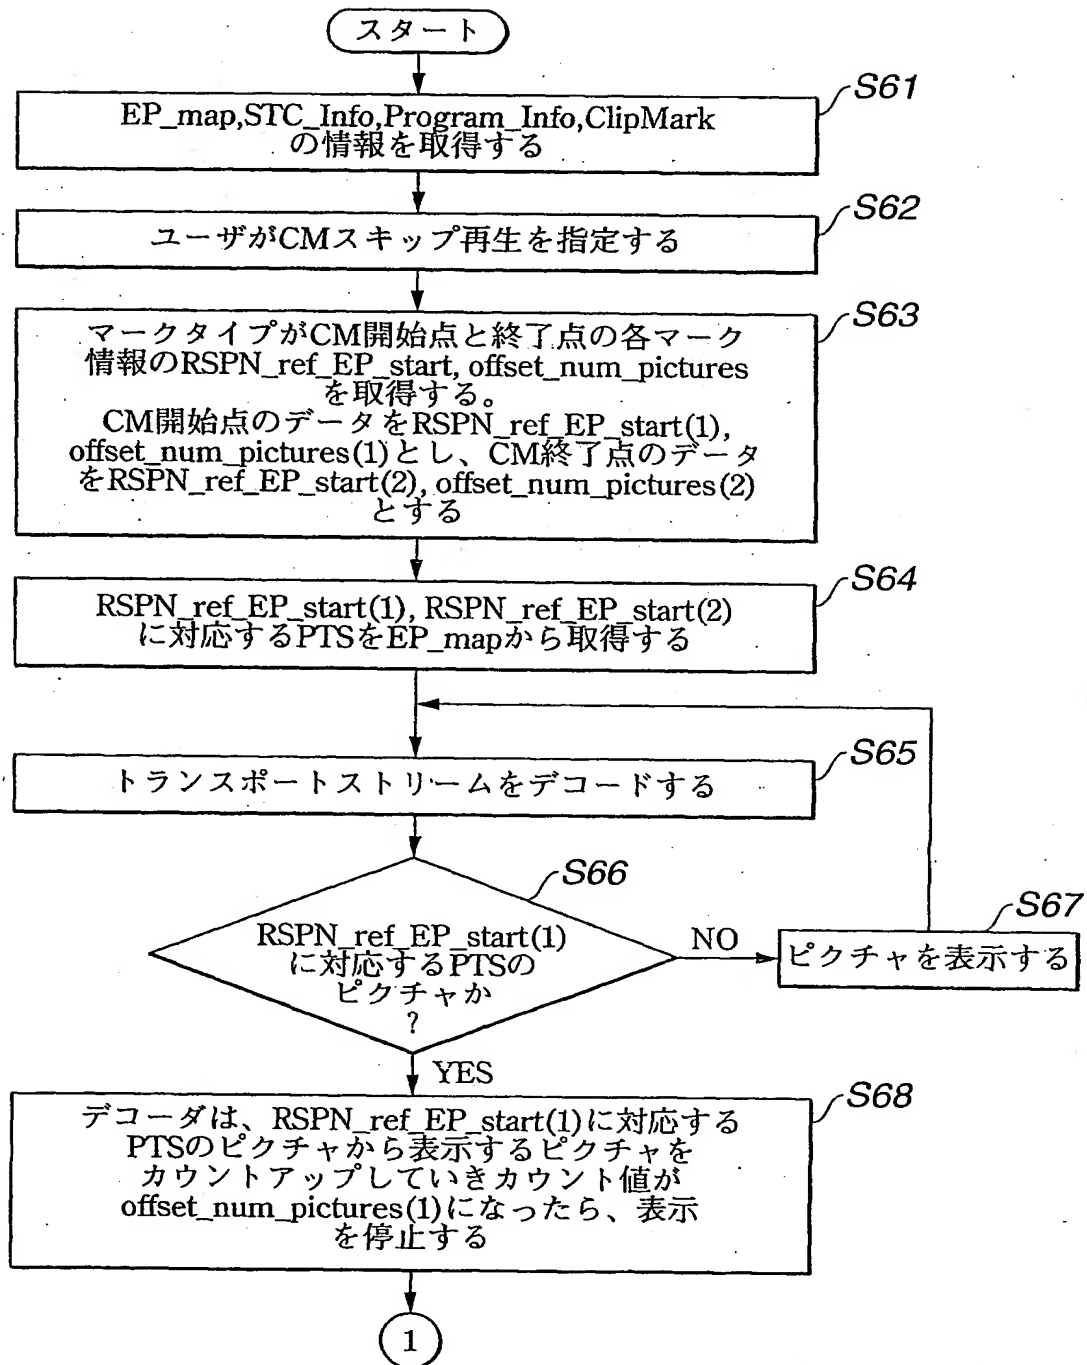 スタート
S61
EP_map,STC_Info,Program_Info,ClipMark
の情報を取得する
S62
ユーザがCMスキップ再生を指定する
S63
マークタイプがCM開始点と終了点の各マーク
情報のRSPN_ref_EP_start, offset_num_pictures
を取得する。
CM開始点のデータをRSPN_ref_EP_start(1),
offset_num_pictures(1)とし、CM終了点のデータ
をRSPN_ref_EP_start(2), offset_num_pictures(2)
とする
S64
RSPN_ref_EP_start(1), RSPN_ref_EP_start(2)
に対応するPTSをEP_mapから取得する
S65
トランスポートストリームをデコードする
S66
RSPN_ref_EP_start(1)
に対応するPTSの
ピクチャか
?
NO
S67
ピクチャを表示する
YES
S68
デコーダは、RSPN_ref_EP_start(1)に対応する
PTSのピクチャから表示するピクチャを
カウントアップしていきカウント値が
offset_num_pictures(1)になったら、表示
を停止する
1